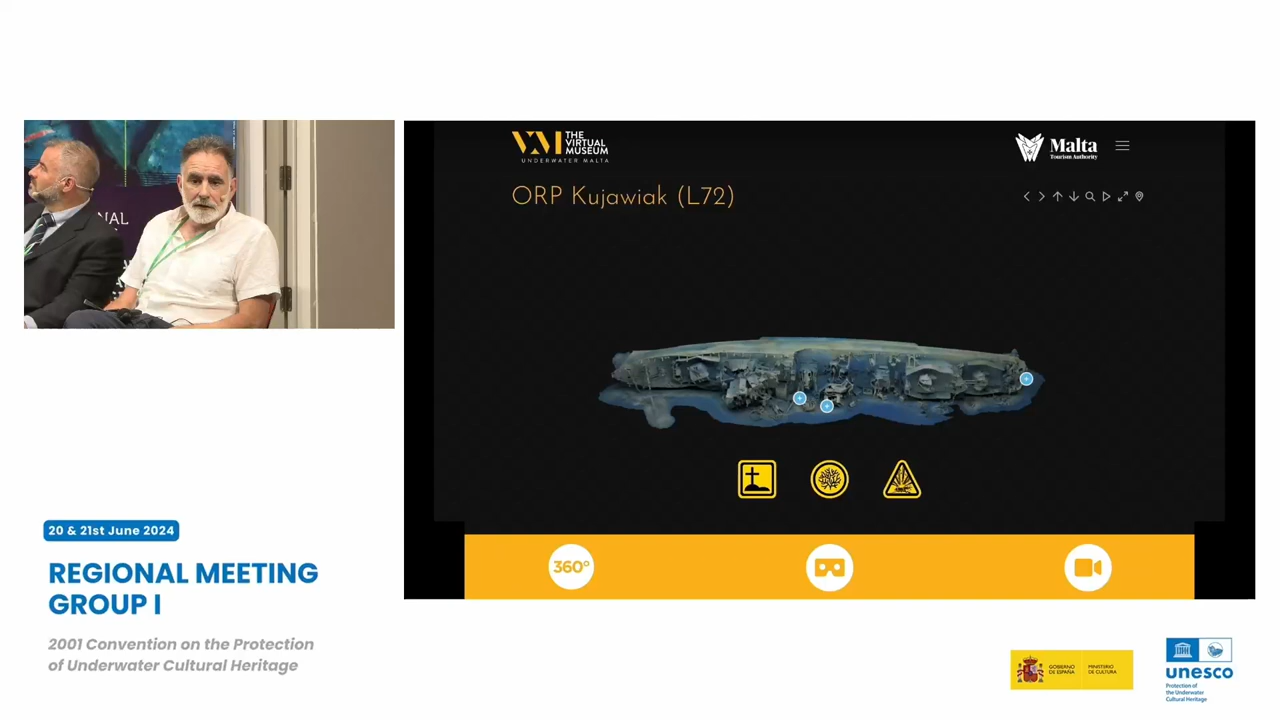 NAL
VM THE
VIRTUAL
MUSEUM
UNDERWATER MALTA
Malta
Tourism Authority
ORP Kujawiak (L72)
360°
20 & 21st June 2024
REGIONAL MEETING
GROUP I
2001 Convention on the Protection
of Underwater Cultural Heritage
GOBIERNO
DE ESPAÑA
MINISTERIO
DE CULTURA
unesco
Protection of
the Underwater
Cultural Heritage